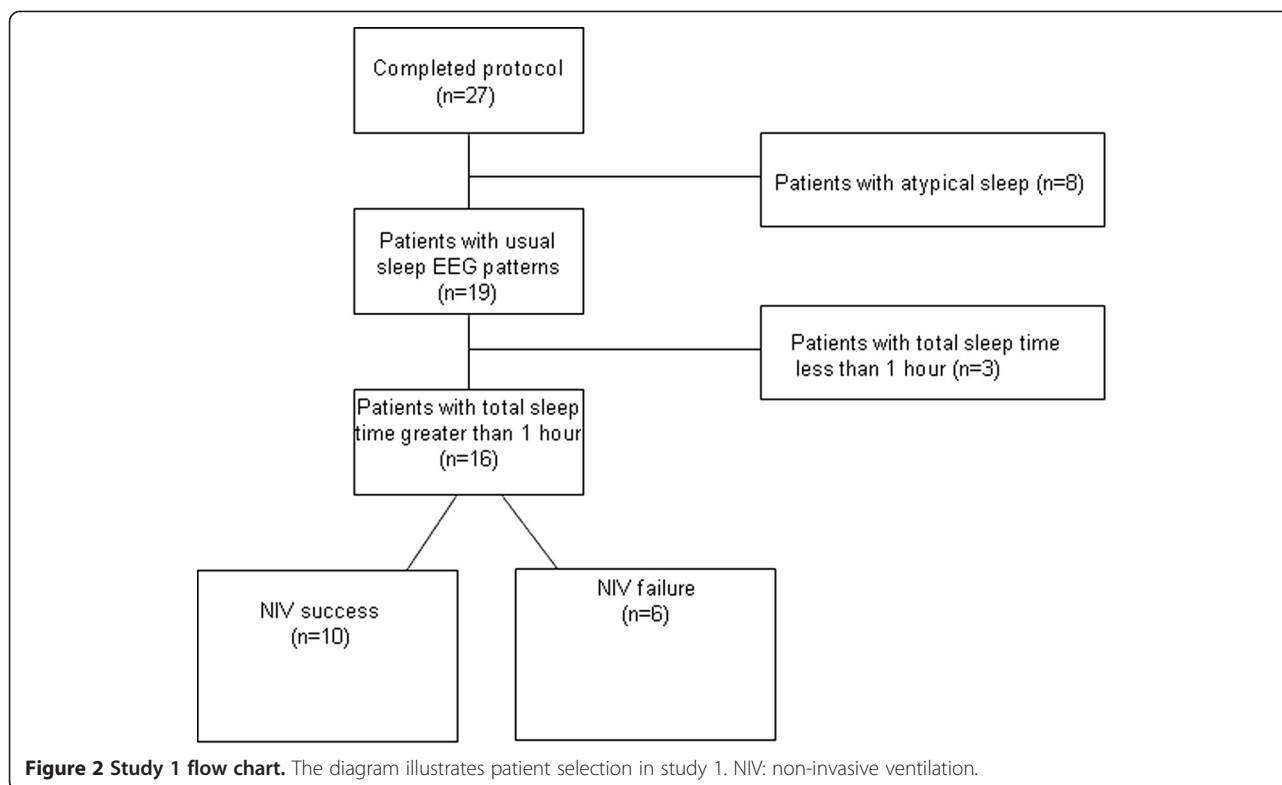 Completed protocol
(n=27)
Patients with atypical sleep (n=8)
Patients with usual
sleep EEG patterns
(n=19)
Patients with total sleep time
less than 1 hour (n=3)
Patients with total sleep
time greater than 1 hour
(n=16)
NIV success
(n=10)
NIV failure
(n=6)
Figure 2 Study 1 flow chart. The diagram illustrates patient selection in study 1. NIV: non-invasive ventilation.